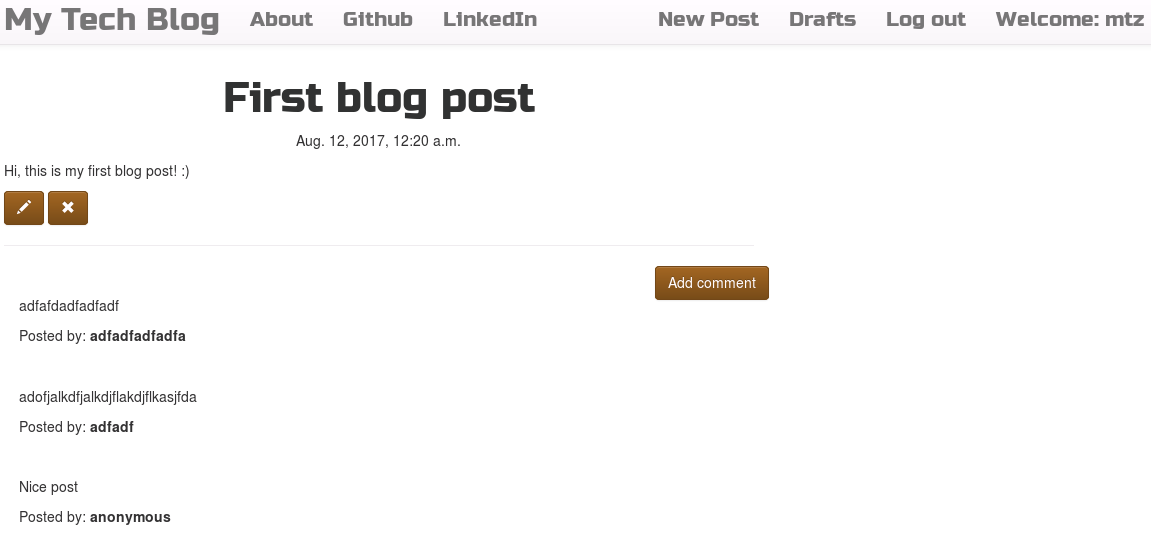 My Tech Blog About Github LinkedIn New Post Drafts Log out Welcome: mtz
First blog post
Aug. 12, 2017, 12:20 a.m.
Hi, this is my first blog post! :)
Add comment
adfafdadfadfadf
Posted by: adfadfadfadfa
adofjalkdfjalkdjflakdjflkasjfda
Posted by: adfadf
Nice post
Posted by: anonymous